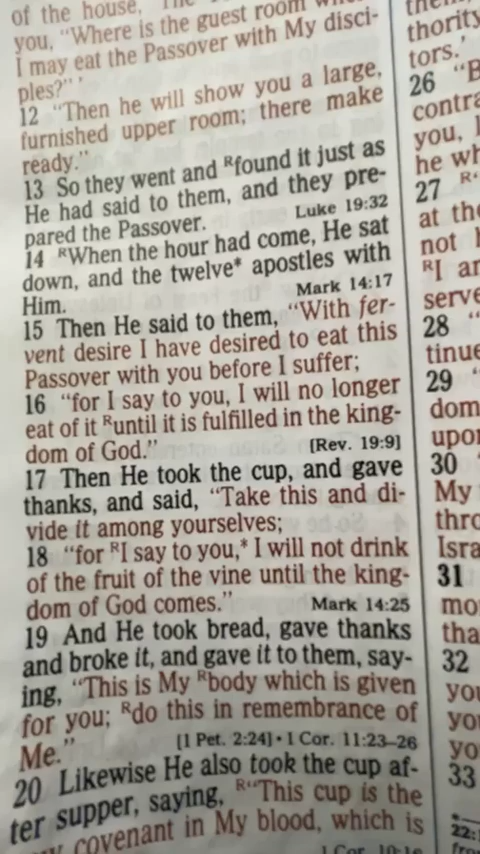 of the house,
you, "Where is the guest room
I may eat the Passover with My disci-
ples?" '
12 "Then he will show you a large,
furnished upper room; there make
ready."
13 So they went and Rfound it just as
He had said to them, and they pre-
pared the Passover. Luke 19:32
14 RWhen the hour had come, He sat
down, and the twelve* apostles with
Him. Mark 14:17
15 Then He said to them, "With fer-
vent desire I have desired to eat this
Passover with you before I suffer;
16 "for I say to you, I will no longer
eat of it Runtil it is fulfilled in the king-
dom of God." [Rev. 19:9]
17 Then He took the cup, and gave
thanks, and said, "Take this and di-
vide it among yourselves;
18 "for RI say to you,* I will not drink
of the fruit of the vine until the king-
dom of God comes." Mark 14:25
19 And He took bread, gave thanks
and broke it, and gave it to them, say-
ing, "This is My Rbody which is given
for you; Rdo this in remembrance of
Me." [1 Pet. 2:24] • 1 Cor. 11:23–26
20 Likewise He also took the cup af-
ter supper, saying, R"This cup is the
covenant in My blood, which is
1 Cor. 10:16
thority
tors.'
26 "B
contra
you, l
he wh
27 R"
at the
not
RI a
serve
28 "
tinue
29 "
dom
upo
30
My
thro
Isra
31
mo
tha
32
you
you
yo
33
22: